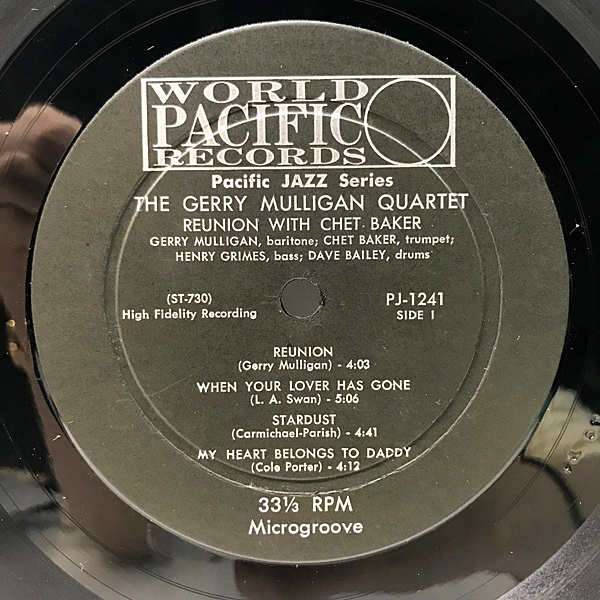 WORLD
PACIFIC
RECORDS
Pacific JAZZ Series
THE GERRY MULLIGAN QUARTET
REUNION WITH CHET BAKER
GERRY MULLIGAN, baritone; CHET BAKER, trumpet;
HENRY GRIMES, bass; DAVE BAILEY, drums
(ST-730)
High Fidelity Recording
PJ-1241
SIDE 1
REUNION
(Gerry Mulligan) - 4:03
WHEN YOUR LOVER HAS GONE
(L. A. Swan) - 5:06
STARDUST
(Carmichael-Parish) - 4:41
MY HEART BELONGS TO DADDY
(Cole Porter) - 4:12
33⅓ RPM
Microgroove